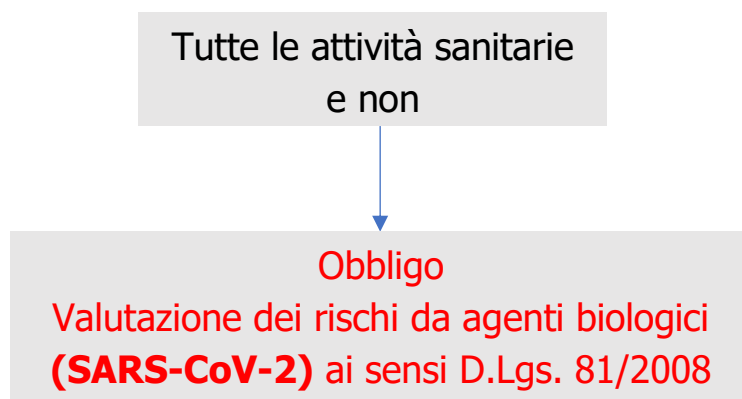 Tutte le attività sanitarie
e non
Obbligo
Valutazione dei rischi da agenti biologici
(SARS-CoV-2) ai sensi D.Lgs. 81/2008